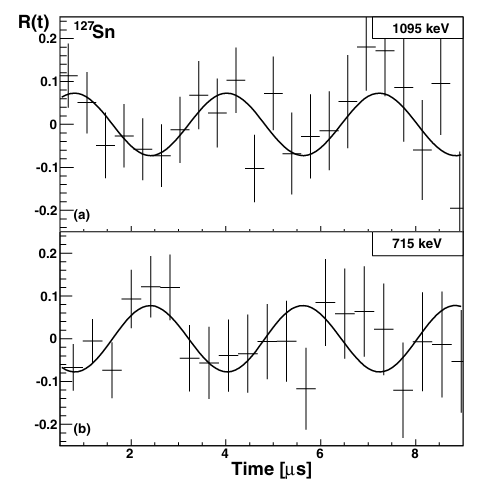 R(t)
¹²⁷Sn
1095 keV
0.2
0.1
0
-0.1
-0.2
(a)
715 keV
0.2
0.1
0
-0.1
-0.2
(b)
2 4 6 8
Time [μs]